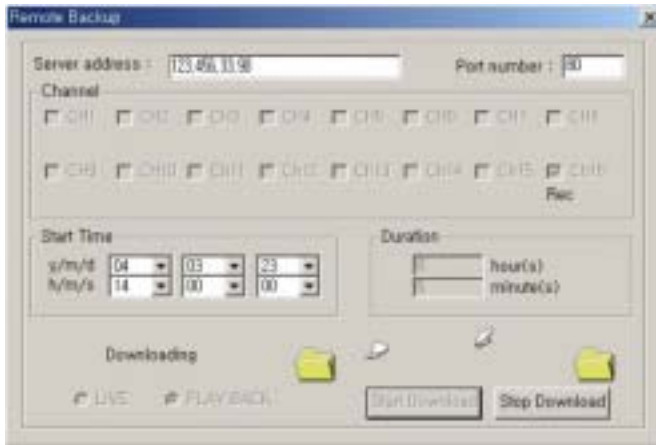 Remote Backup
Server address : 123,456,33,90 Port number : 80
Channel
CH1 CH2 CH3 CH4 CH5 CH6 CH7 CH8
CH9 CH10 CH11 CH12 CH13 CH14 CH15 CH16
Rec
Start Time
y/m/d 04 03 23
h/m/s 14 00 00
Duration
hour(s)
minute(s)
Downloading
LIVE PLAY BACK
Start Download Stop Download